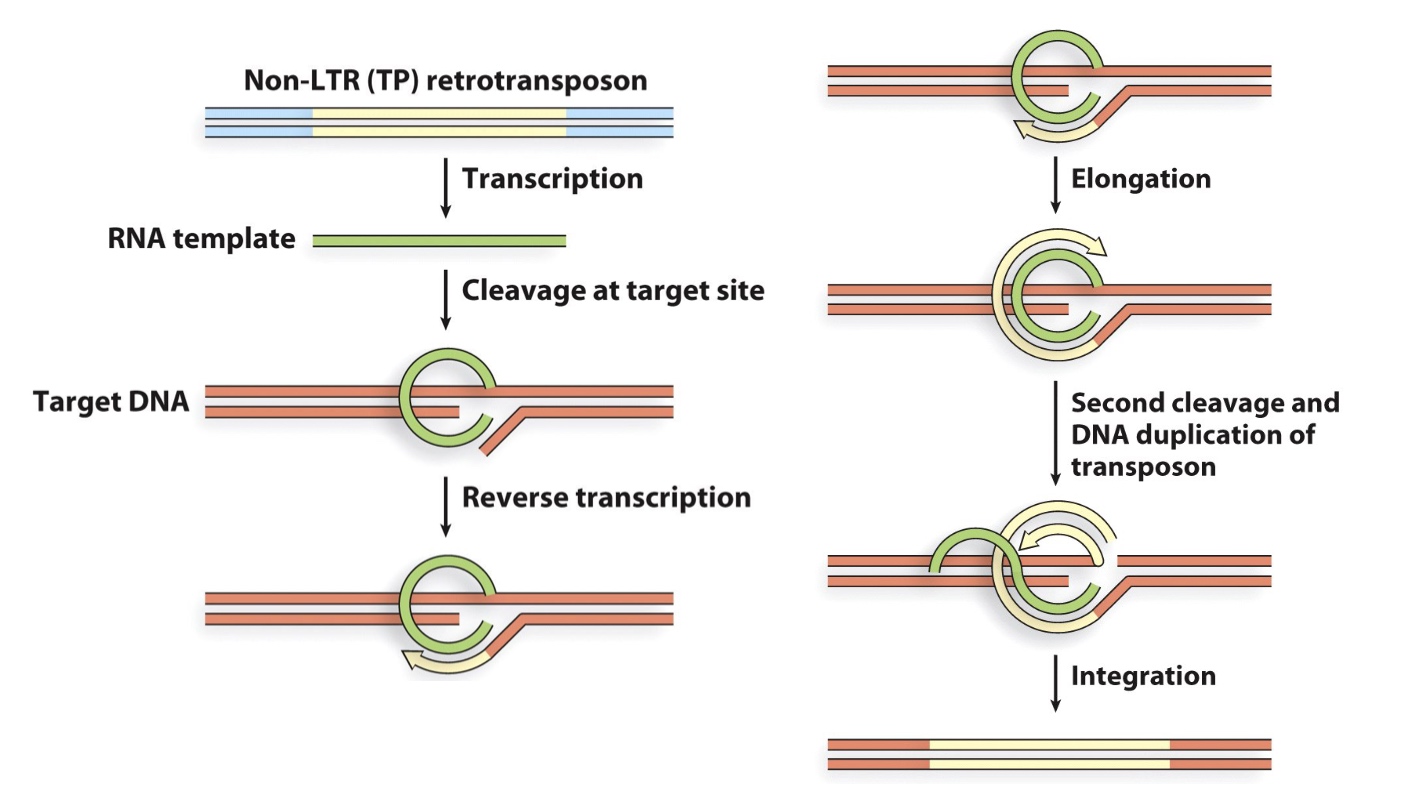 Non-LTR (TP) retrotransposon
Transcription
RNA template
Cleavage at target site
Target DNA
Reverse transcription
Elongation
Second cleavage and
DNA duplication of
transposon
Integration